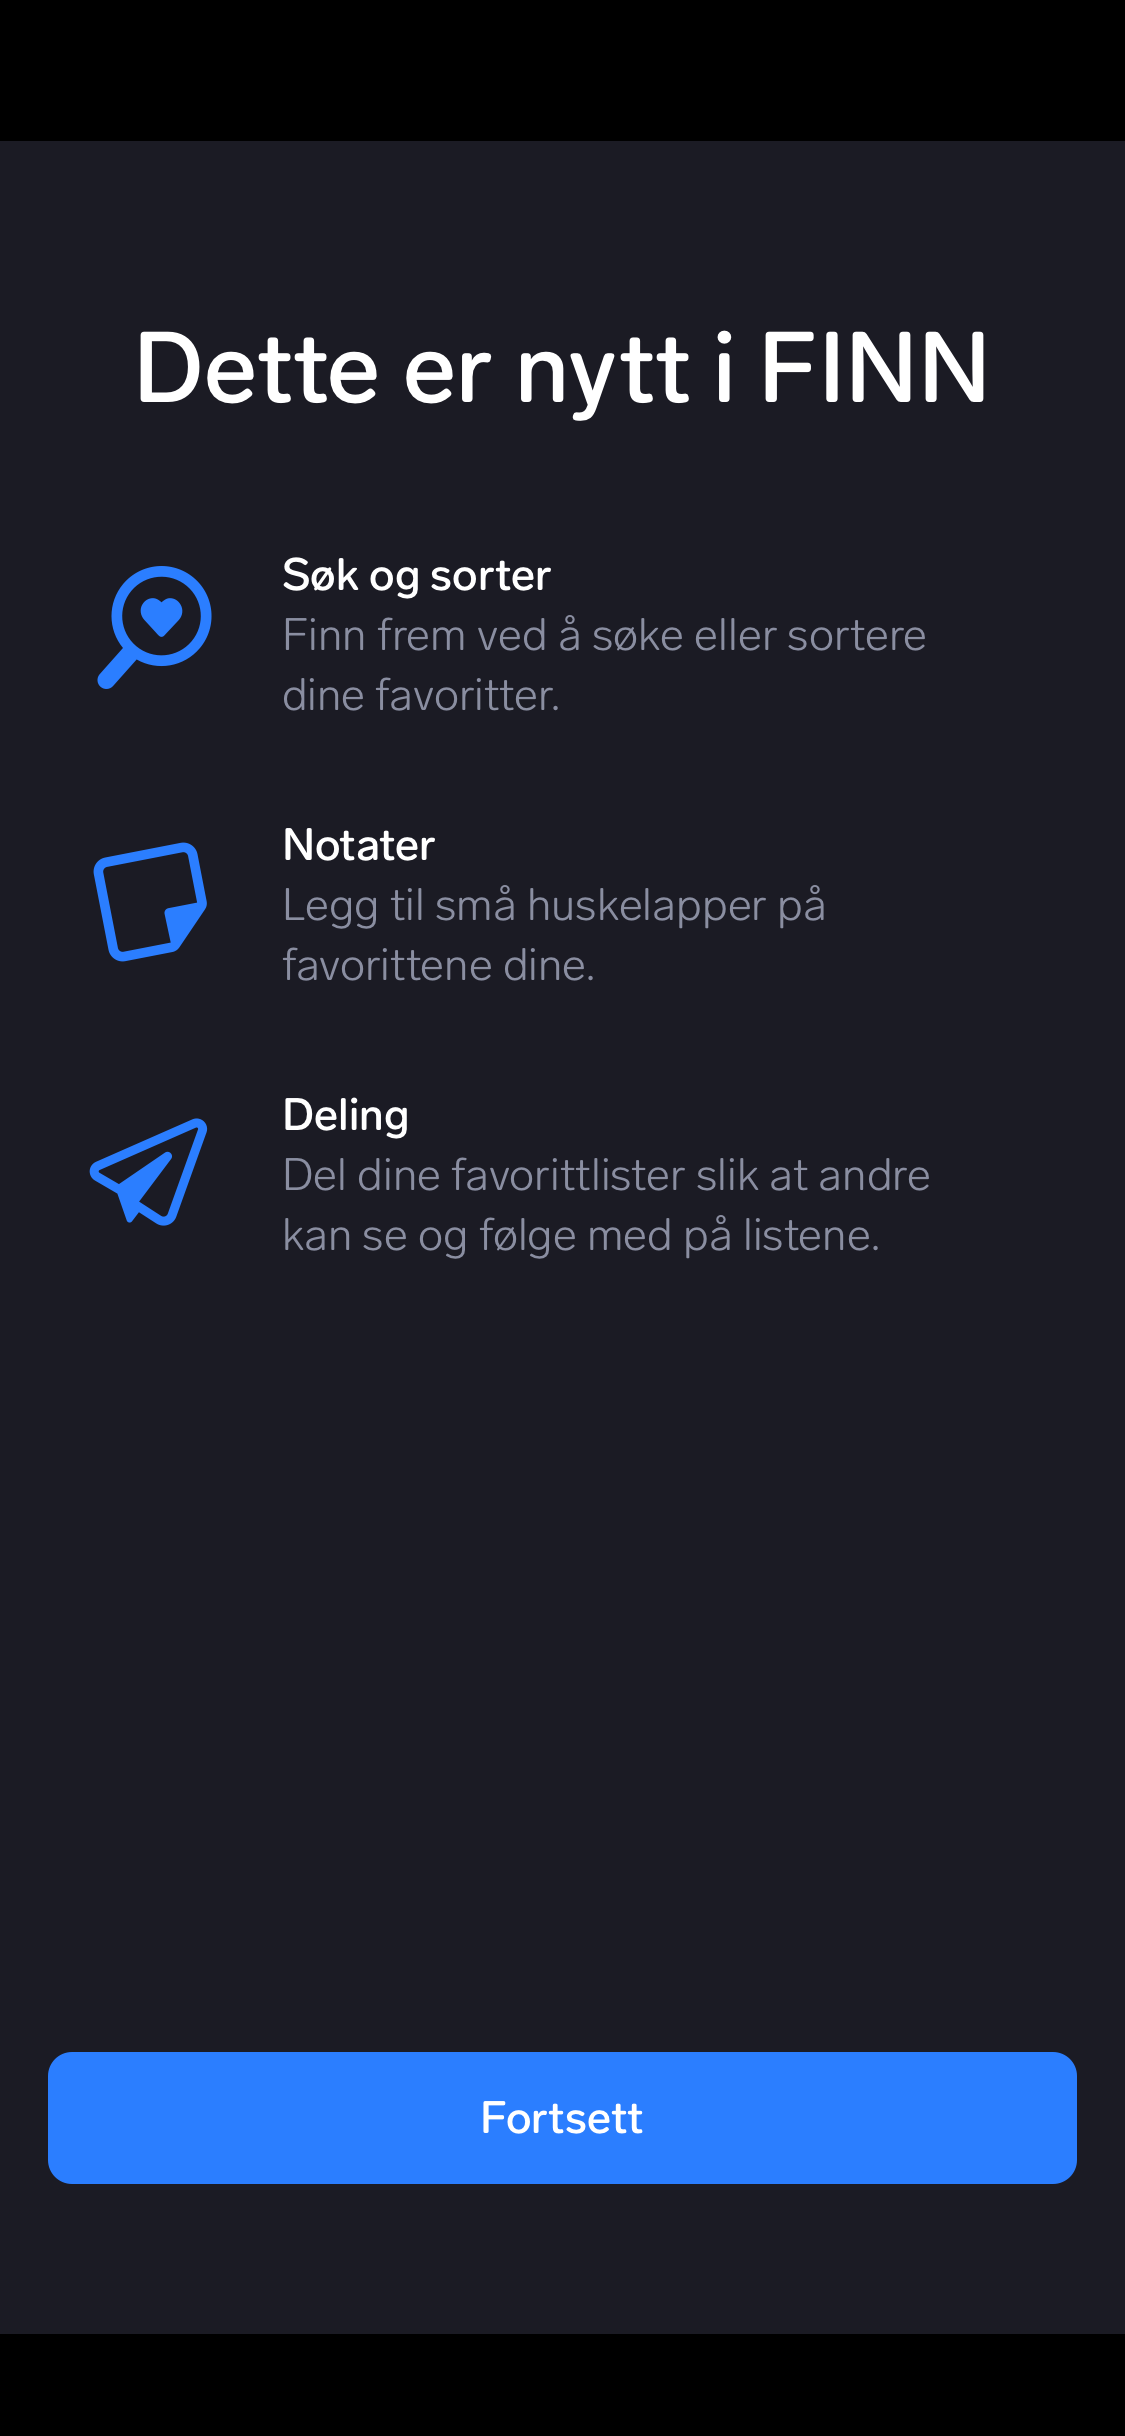 Dette er nytt i FINN
Søk og sorter
Finn frem ved å søke eller sortere
dine favoritter.
Notater
Legg til små huskelapper på
favorittene dine.
Deling
Del dine favorittlister slik at andre
kan se og følge med på listene.
Fortsett